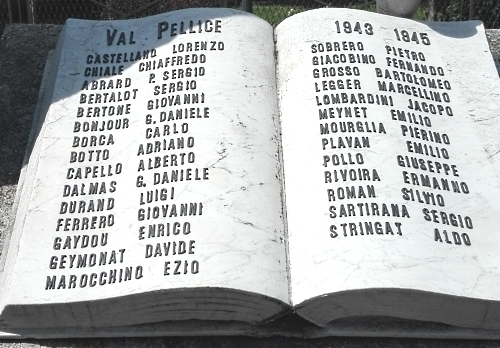 VAL PELLICE
CASTELLANO LORENZO
CHIALE CHIAFFREDO
ABRARD P. SERGIO
BERTALOT SERGIO
BERTONE GIOVANNI
BONJOUR G. DANIELE
BORCA CARLO
BOTTO ADRIANO
CAPELLO ALBERTO
DALMAS G. DANIELE
DURAND LUIGI
FERRERO GIOVANNI
GAYDOU ENRICO
GEYMONAT DAVIDE
MAROCCHINO EZIO
1943 1945
SOBRERO PIETRO
GIACOBINO FERNANDO
GROSSO BARTOLOMEO
LEGGER MARCELLINO
LOMBARDINI JACOPO
MEYNET EMILIO
MOURGLIA PIERINO
PLAVAN EMILIO
POLLO GIUSEPPE
RIVOIRA ERMANNO
ROMAN SILVIO
SARTIRANA SERGIO
STRINGAT ALDO